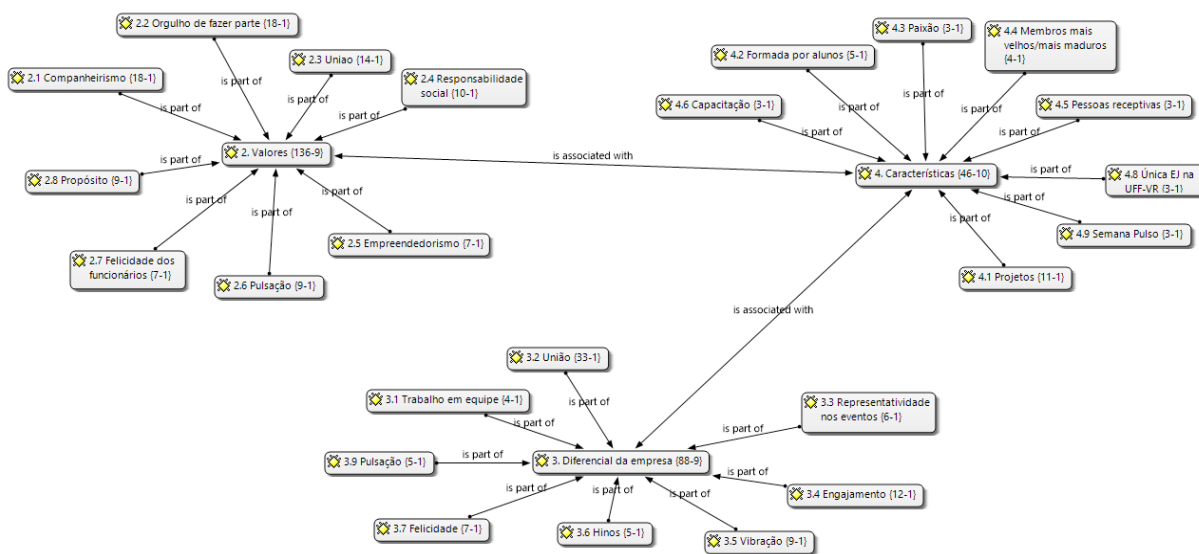 2.2 Orgulho de fazer parte {18-1}
2.3 Uniao {14-1}
2.1 Companheirismo {18-1}
2.4 Responsabilidade
social {10-1}
is part of
is part of
is part of
is part of
2. Valores {136-9}
is part of
2.8 Propósito {9-1}
is part of
is part of
is part of
2.5 Empreendedorismo {7-1}
2.7 Felicidade dos
funcionários {7-1}
2.6 Pulsação {9-1}
is associated with
4.3 Paixão {3-1}
4.4 Membros mais
velhos/mais maduros
{4-1}
4.2 Formada por alunos {5-1}
4.6 Capacitação {3-1}
4.5 Pessoas receptivas {3-1}
is part of
is part of
is part of
is part of
is part of
4. Características {46-10}
is part of
4.8 Única EJ na
UFF-VR {3-1}
is part of
4.9 Semana Pulso {3-1}
is part of
4.1 Projetos {11-1}
is associated with
3.2 União {33-1}
3.1 Trabalho em equipe {4-1}
3.3 Representatividade
nos eventos {6-1}
is part of
is part of
is part of
3.9 Pulsação {5-1}
is part of
3. Diferencial da empresa {88-9}
is part of
3.4 Engajamento {12-1}
is part of
is part of
is part of
3.7 Felicidade {7-1}
3.6 Hinos {5-1}
3.5 Vibração {9-1}